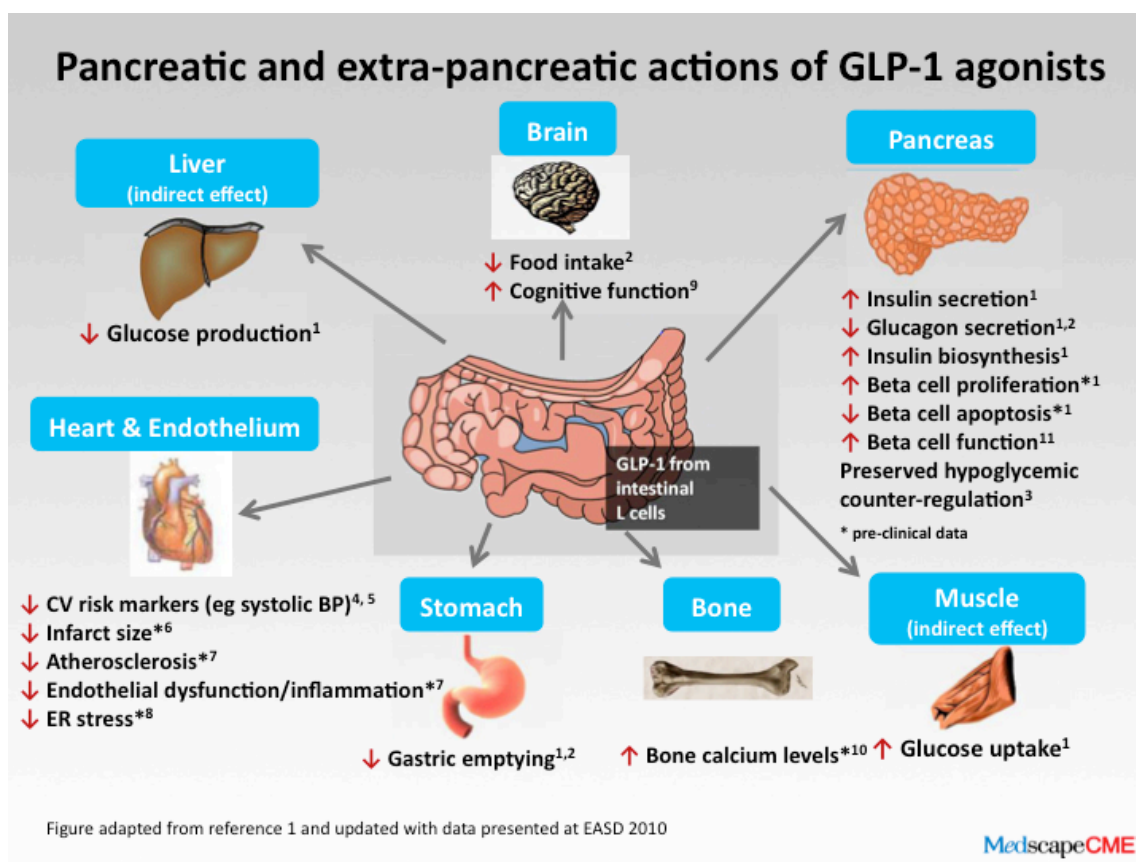 Pancreatic and extra-pancreatic actions of GLP-1 agonists
Liver
(indirect effect)
↓ Glucose production¹
Brain
↓ Food intake²
↑ Cognitive function⁹
Pancreas
↑ Insulin secretion¹
↓ Glucagon secretion¹,²
↑ Insulin biosynthesis¹
↑ Beta cell proliferation*¹
↓ Beta cell apoptosis*¹
↑ Beta cell function¹¹
Preserved hypoglycemic
counter-regulation³
* pre-clinical data
Heart & Endothelium
↓ CV risk markers (eg systolic BP)⁴, ⁵
↓ Infarct size*⁶
↓ Atherosclerosis*⁷
↓ Endothelial dysfunction/inflammation*⁷
↓ ER stress*⁸
GLP-1 from
intestinal
L cells
Stomach
↓ Gastric emptying¹,²
Bone
↑ Bone calcium levels*¹⁰
Muscle
(indirect effect)
↑ Glucose uptake¹
Figure adapted from reference 1 and updated with data presented at EASD 2010
MedscapeCME